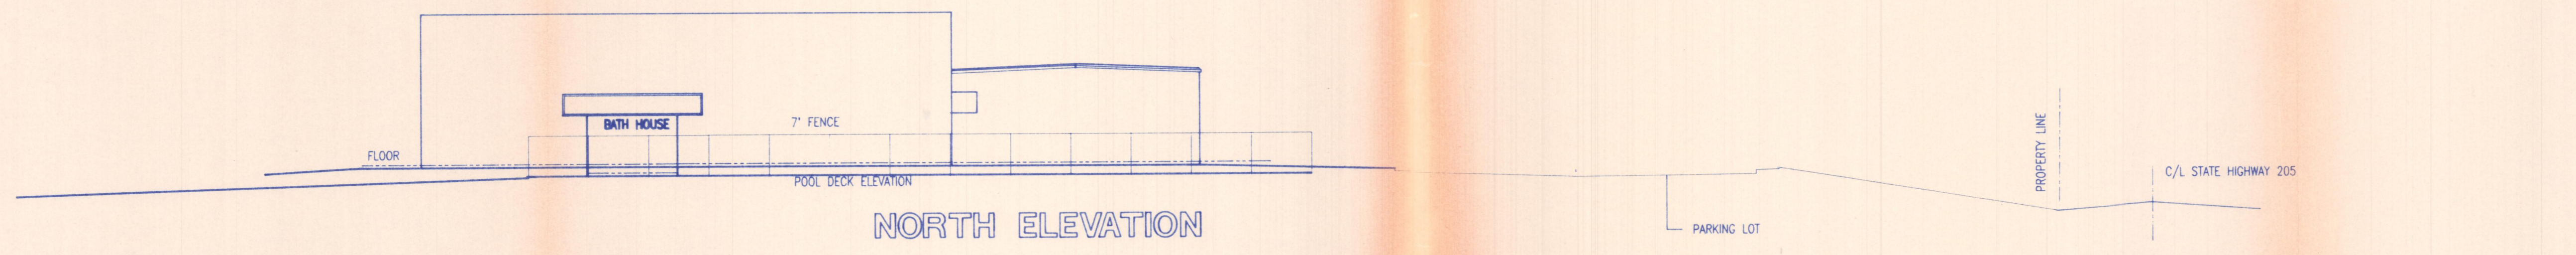 BATH HOUSE
7' FENCE
FLOOR
POOL DECK ELEVATION
NORTH ELEVATION
PARKING LOT
PROPERTY LINE
C/L STATE HIGHWAY 205